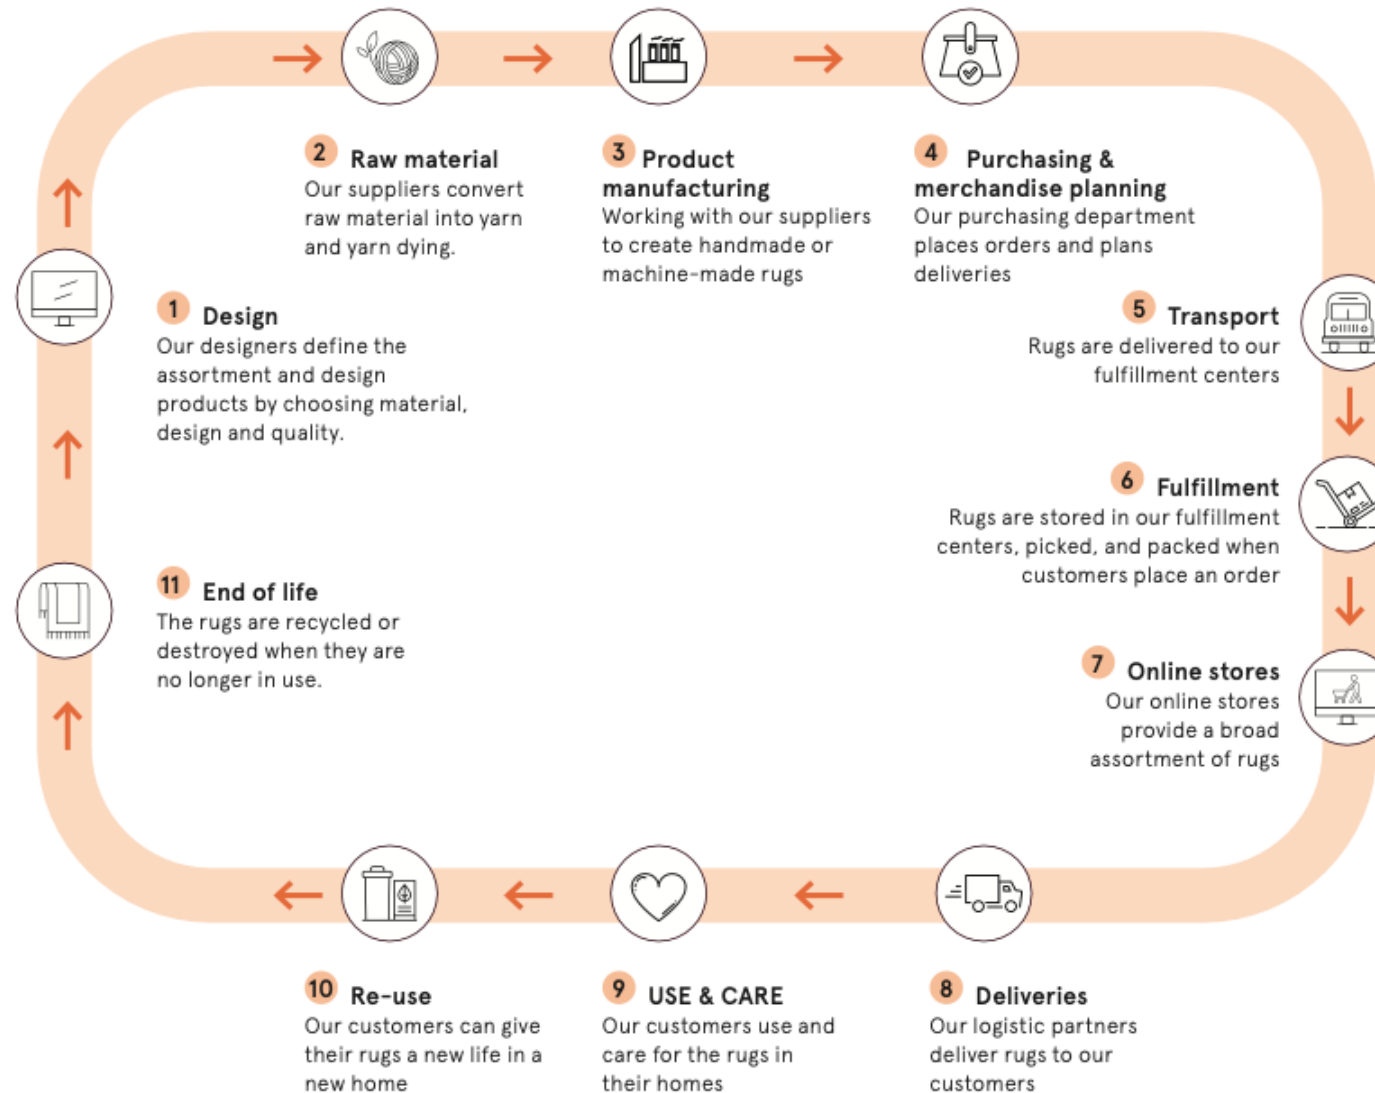 1 Design
Our designers define the
assortment and design
products by choosing material,
design and quality.
2 Raw material
Our suppliers convert
raw material into yarn
and yarn dying.
3 Product
manufacturing
Working with our suppliers
to create handmade or
machine-made rugs
4 Purchasing &
merchandise planning
Our purchasing department
places orders and plans
deliveries
5 Transport
Rugs are delivered to our
fulfillment centers
6 Fulfillment
Rugs are stored in our fulfillment
centers, picked, and packed when
customers place an order
7 Online stores
Our online stores
provide a broad
assortment of rugs
8 Deliveries
Our logistic partners
deliver rugs to our
customers
9 USE & CARE
Our customers use and
care for the rugs in
their homes
10 Re-use
Our customers can give
their rugs a new life in a
new home
11 End of life
The rugs are recycled or
destroyed when they are
no longer in use.